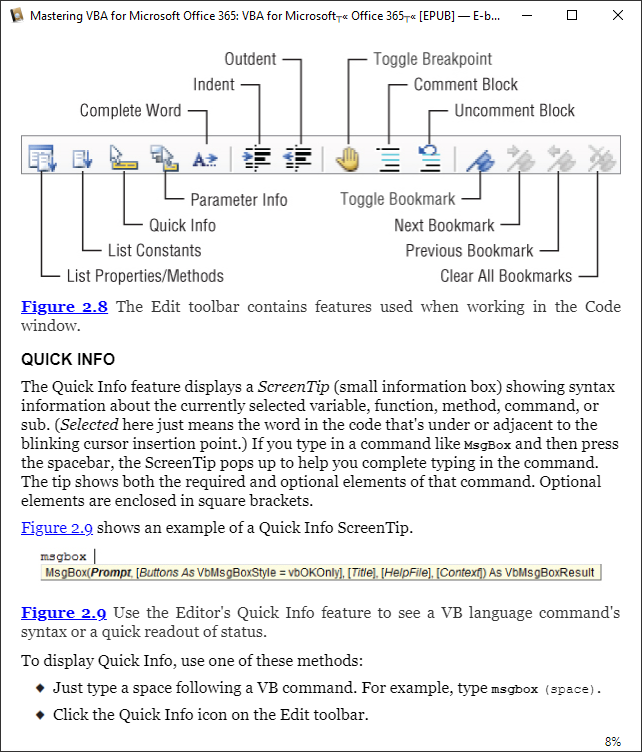 Mastering VBA for Microsoft Office 365: VBA for Microsoft┬« Office 365┬« [EPUB] — E-b...
Outdent
Toggle Breakpoint
Indent
Comment Block
Complete Word
Uncomment Block
Parameter Info
Toggle Bookmark
Quick Info
Next Bookmark
List Constants
Previous Bookmark
List Properties/Methods
Clear All Bookmarks
Figure 2.8 The Edit toolbar contains features used when working in the Code
window.
QUICK INFO
The Quick Info feature displays a ScreenTip (small information box) showing syntax
information about the currently selected variable, function, method, command, or
sub. (Selected here just means the word in the code that's under or adjacent to the
blinking cursor insertion point.) If you type in a command like MsgBox and then press
the spacebar, the ScreenTip pops up to help you complete typing in the command.
The tip shows both the required and optional elements of that command. Optional
elements are enclosed in square brackets.
Figure 2.9 shows an example of a Quick Info ScreenTip.
msgbox |
MsgBox(Prompt, [Buttons As VbMsgBoxStyle = vbOKOnly], [Title], [HelpFile], [Context]) As VbMsgBoxResult
Figure 2.9 Use the Editor's Quick Info feature to see a VB language command's
syntax or a quick readout of status.
To display Quick Info, use one of these methods:
◆ Just type a space following a VB command. For example, type msgbox (space).
◆ Click the Quick Info icon on the Edit toolbar.
8%